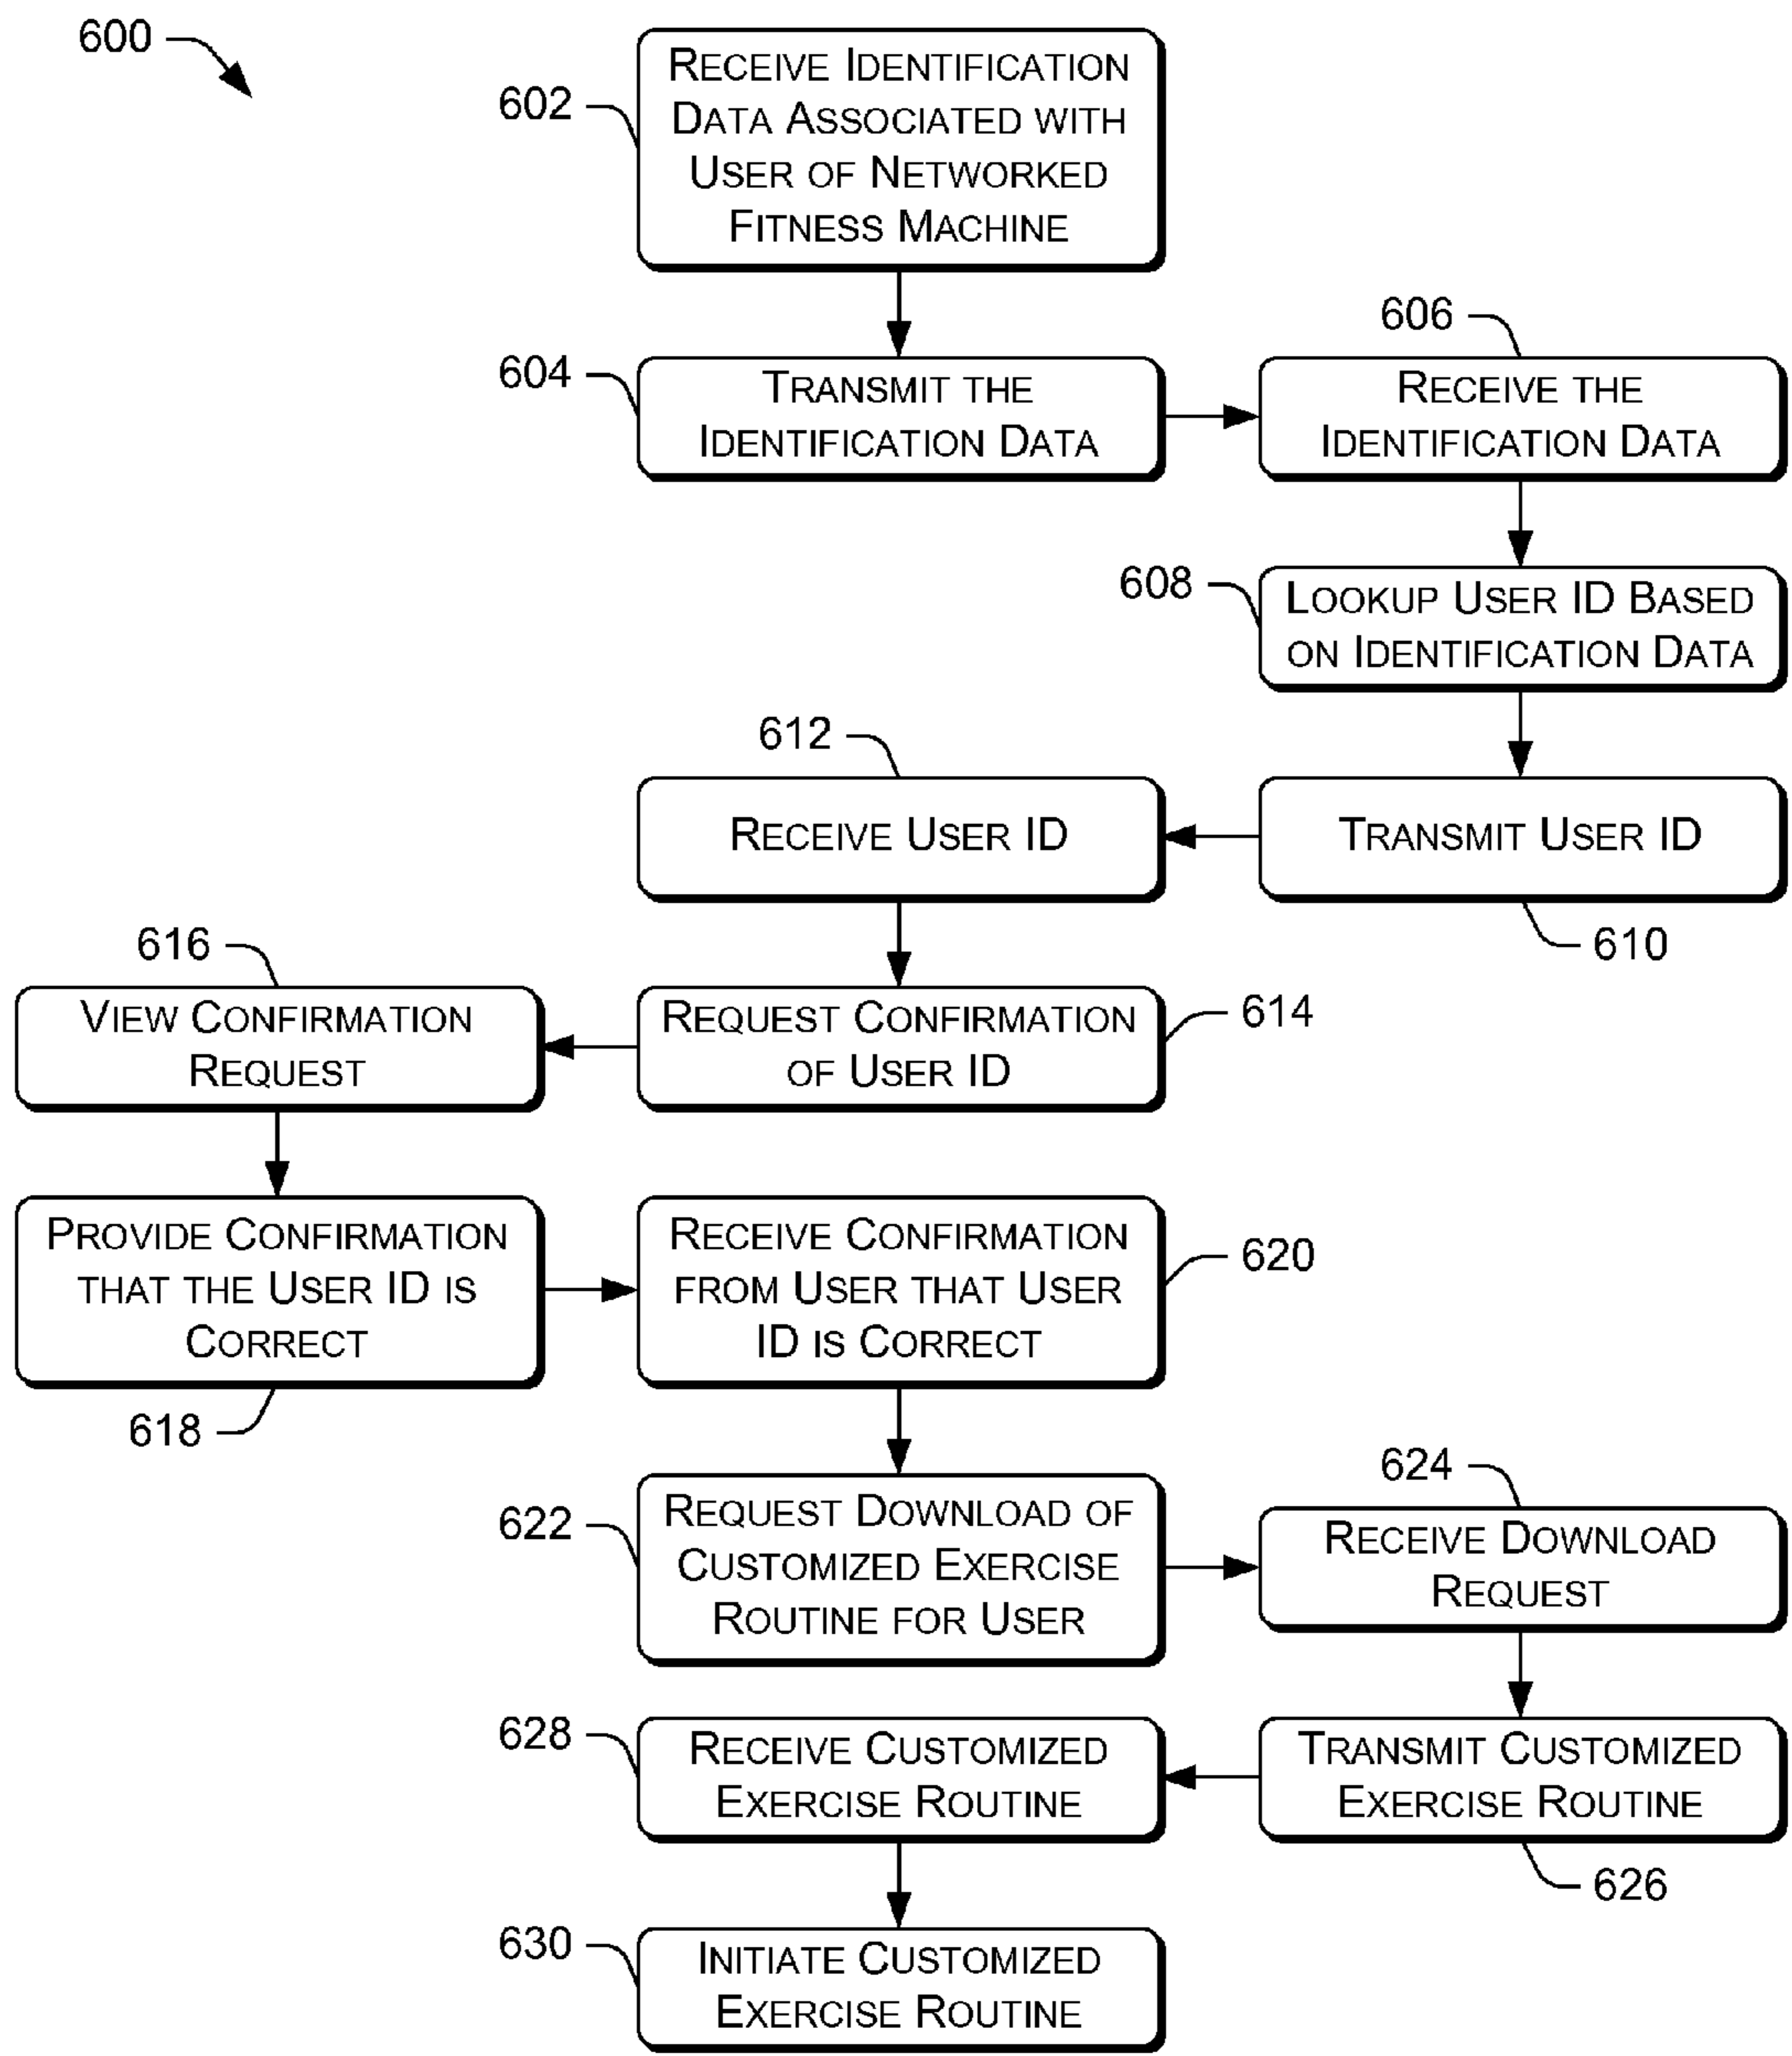 600
602
RECEIVE IDENTIFICATION
DATA ASSOCIATED WITH
USER OF NETWORKED
FITNESS MACHINE
604
TRANSMIT THE
IDENTIFICATION DATA
606
RECEIVE THE
IDENTIFICATION DATA
608
LOOKUP USER ID BASED
ON IDENTIFICATION DATA
612
RECEIVE USER ID
TRANSMIT USER ID
610
616
VIEW CONFIRMATION
REQUEST
REQUEST CONFIRMATION
OF USER ID
614
PROVIDE CONFIRMATION
THAT THE USER ID IS
CORRECT
618
RECEIVE CONFIRMATION
FROM USER THAT USER
ID IS CORRECT
620
622
REQUEST DOWNLOAD OF
CUSTOMIZED EXERCISE
ROUTINE FOR USER
624
RECEIVE DOWNLOAD
REQUEST
628
RECEIVE CUSTOMIZED
EXERCISE ROUTINE
TRANSMIT CUSTOMIZED
EXERCISE ROUTINE
626
630
INITIATE CUSTOMIZED
EXERCISE ROUTINE